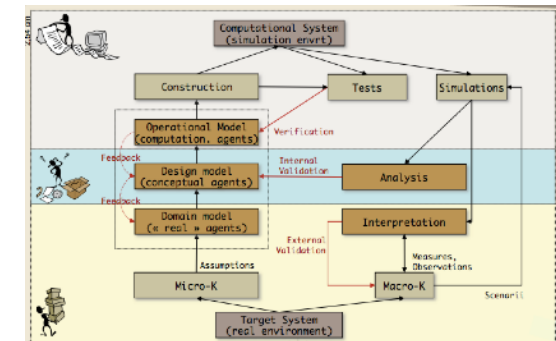 Computational System
(simulation envrt)
Construction
Tests
Simulations
Operational Model
(computation. agents)
Verification
Feedback
Internal
Validation
Design model
(conceptual agents)
Analysis
Feedback
Domain model
(« real » agents)
Interpretation
External
Validation
Assumptions
Measures,
Observations
Micro-K
Macro-K
Scenarii
Target System
(real environment)